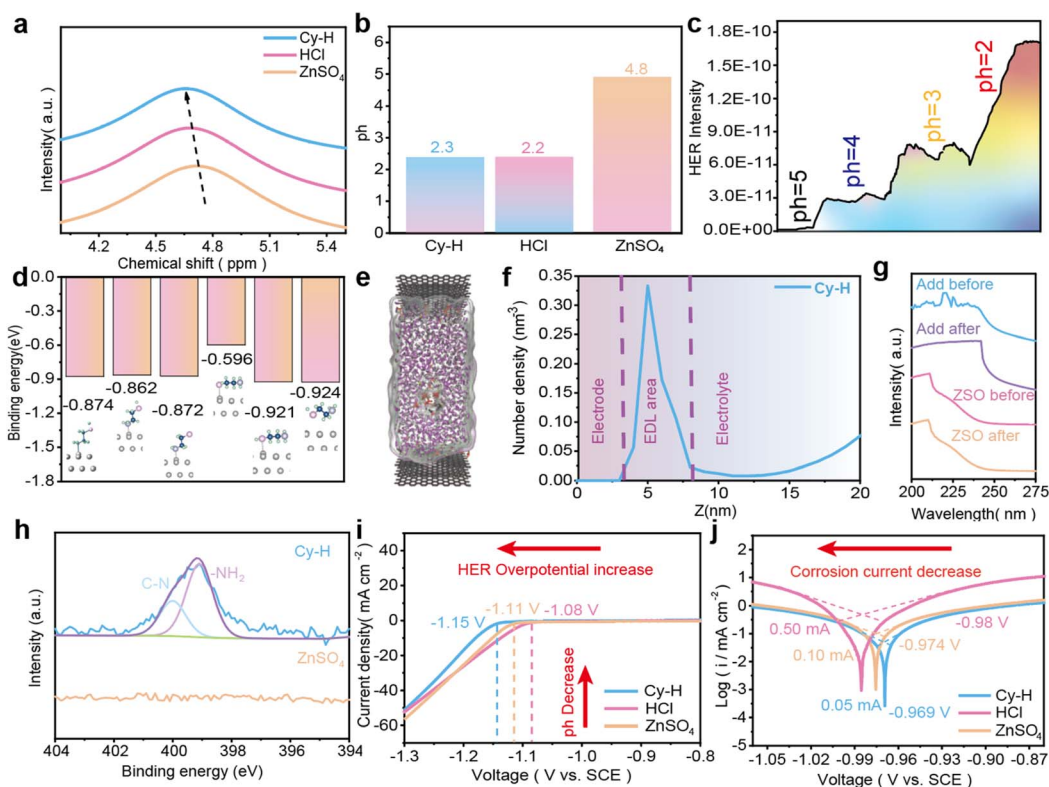 a
Cy-H
HCl
ZnSO₄
Intensity( a.u. )
4.2 4.5 4.8 5.1 5.4
Chemical shift ( ppm )
b
6
5
4
3
2
1
0
ph
2.3
2.2
4.8
Cy-H HCl ZnSO₄
c
1.8E-10
1.5E-10
1.2E-10
9.0E-11
6.0E-11
3.0E-11
0.0E+00
HER Intensity
ph=5
ph=4
ph=3
ph=2
d
0.0
-0.3
-0.6
-0.9
-1.2
-1.5
-1.8
Binding energy(eV)
-0.874
-0.862
-0.872
-0.596
-0.921
-0.924
e
f
0.35
0.30
0.25
0.20
0.15
0.10
0.05
0.00
Number density (nm³)
Cy-H
Electrode
EDL area
Electrolyte
0 5 10 15 20
Z(nm)
g
Add before
Add after
ZSO before
ZSO after
Intensity( a.u. )
200 225 250 275
Wavelength( nm )
h
Cy-H
C-N
-NH₂
ZnSO₄
Intensity (a.u.)
404 402 400 398 396 394
Binding energy (eV)
i
40
20
0
-20
-40
-60
Current density( mA cm⁻²)
HER Overpotential increase
-1.11 V
-1.15 V
-1.08 V
ph Decrease
Cy-H
HCl
ZnSO₄
-1.3 -1.2 -1.1 -1.0 -0.9 -0.8
Voltage ( V vs. SCE )
j
2
1
0
-1
-2
-3
-4
-5
Log ( i / mA cm⁻²)
Corrosion current decrease
0.50 mA
-0.98 V
0.10 mA
-0.974 V
0.05 mA
-0.969 V
Cy-H
HCl
ZnSO₄
-1.05 -1.02 -0.99 -0.96 -0.93 -0.90 -0.87
Voltage ( V vs. SCE )